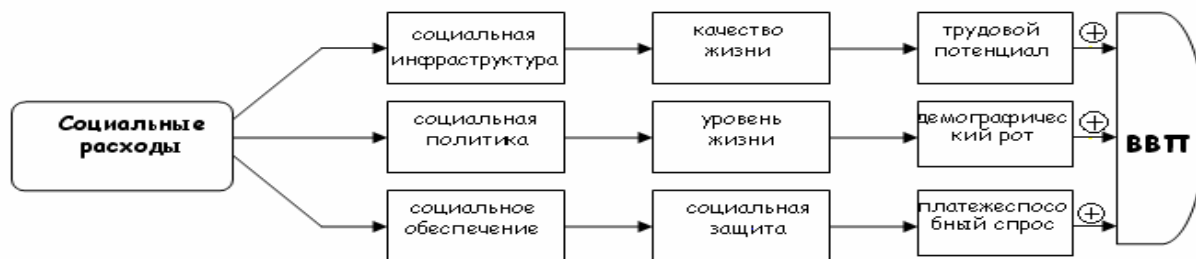 Социальные
расходы
социальная
инфраструктура
качество
жизни
трудовой
потенциал
социальная
политика
уровень
жизни
демографичес
кий рот
социальное
обеспечение
социальная
защита
платежеспосо
бный спрос
ВВП